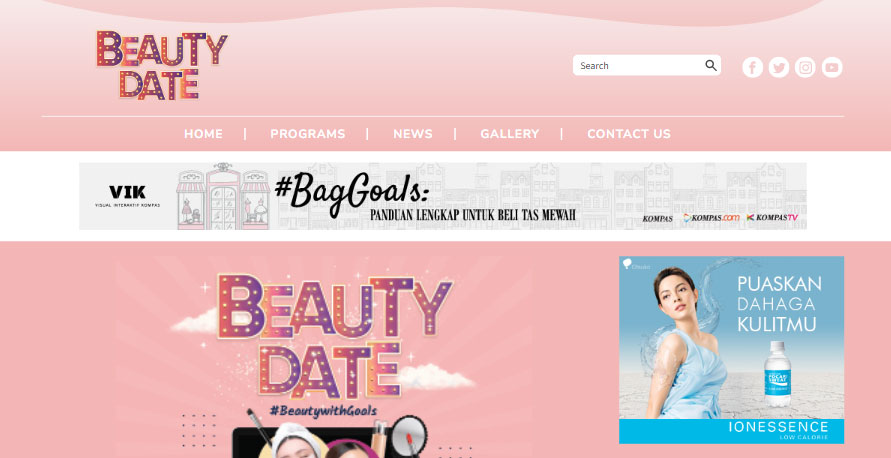 BEAUTY
DATE
Search
HOME | PROGRAMS | NEWS | GALLERY | CONTACT US
VIK
VISUAL INTERAKTIF KOMPAS
#BagGoals:
PANDUAN LENGKAP UNTUK BELI TAS MEWAH
KOMPAS
KOMPAS.com
KOMPASTV
BEAUTY
DATE
#BeautywithGoals
PUASKAN
DAHAGA
KULITMU
POCARI
SWEAT
IONESSENCE
LOW CALORIE